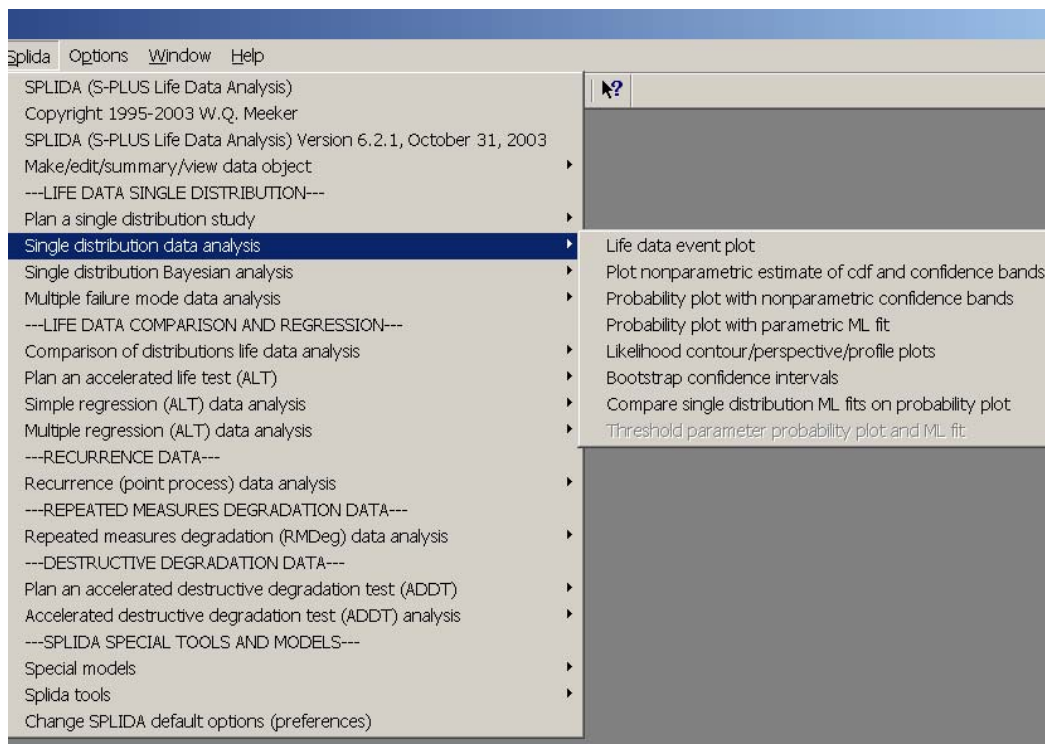 Splida Options Window Help
SPLIDA (S-PLUS Life Data Analysis)
Copyright 1995-2003 W.Q. Meeker
SPLIDA (S-PLUS Life Data Analysis) Version 6.2.1, October 31, 2003
Make/edit/summary/view data object
---LIFE DATA SINGLE DISTRIBUTION---
Plan a single distribution study
Single distribution data analysis
Single distribution Bayesian analysis
Multiple failure mode data analysis
---LIFE DATA COMPARISON AND REGRESSION---
Comparison of distributions life data analysis
Plan an accelerated life test (ALT)
Simple regression (ALT) data analysis
Multiple regression (ALT) data analysis
---RECURRENCE DATA---
Recurrence (point process) data analysis
---REPEATED MEASURES DEGRADATION DATA---
Repeated measures degradation (RMDeg) data analysis
---DESTRUCTIVE DEGRADATION DATA---
Plan an accelerated destructive degradation test (ADDT)
Accelerated destructive degradation test (ADDT) analysis
---SPLIDA SPECIAL TOOLS AND MODELS---
Special models
Splida tools
Change SPLIDA default options (preferences)
Life data event plot
Plot nonparametric estimate of cdf and confidence bands
Probability plot with nonparametric confidence bands
Probability plot with parametric ML fit
Likelihood contour/perspective/profile plots
Bootstrap confidence intervals
Compare single distribution ML fits on probability plot
Threshold parameter probability plot and ML fit